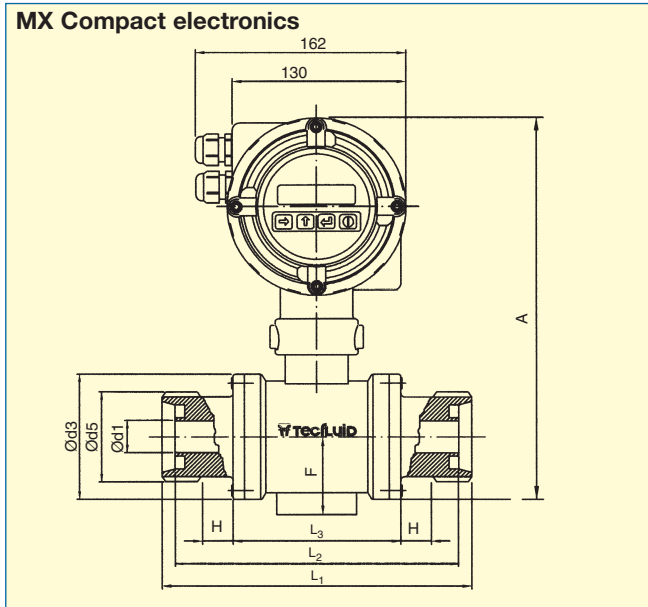 MX Compact electronics
162
130
A
Ød3
Ød5
Ød1
TECFLUID
F
H
L₃
H
L₂
L₁